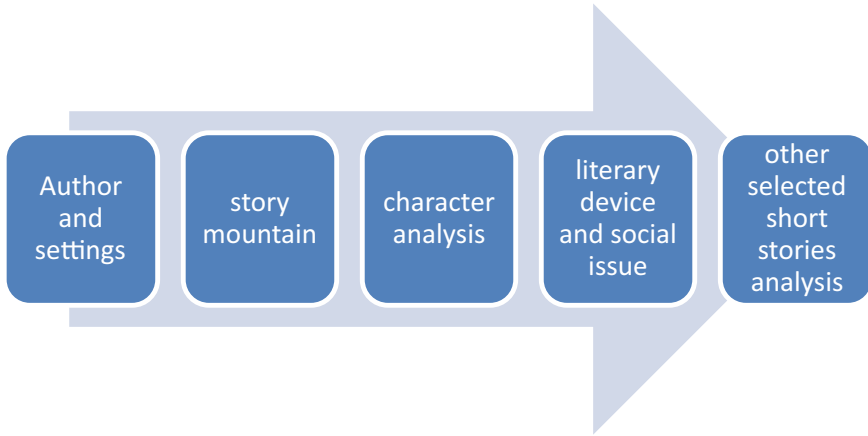 Author
and
settings
story
mountain
character
analysis
literary
device
and social
issue
other
selected
short
stories
analysis